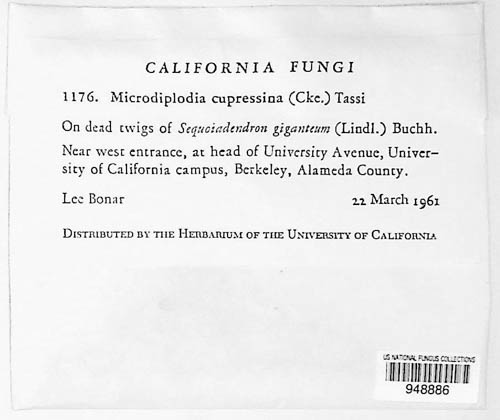 CALIFORNIA FUNGI
1176. Microdiplodia cupressina (Cke.) Tassi
On dead twigs of Sequoiadendron giganteum (Lindl.) Buchh.
Near west entrance, at head of University Avenue, Univer-
sity of California campus, Berkeley, Alameda County.
Lee Bonar 22 March 1961
DISTRIBUTED BY THE HERBARIUM OF THE UNIVERSITY OF CALIFORNIA
US NATIONAL FUNGUS COLLECTIONS
948886